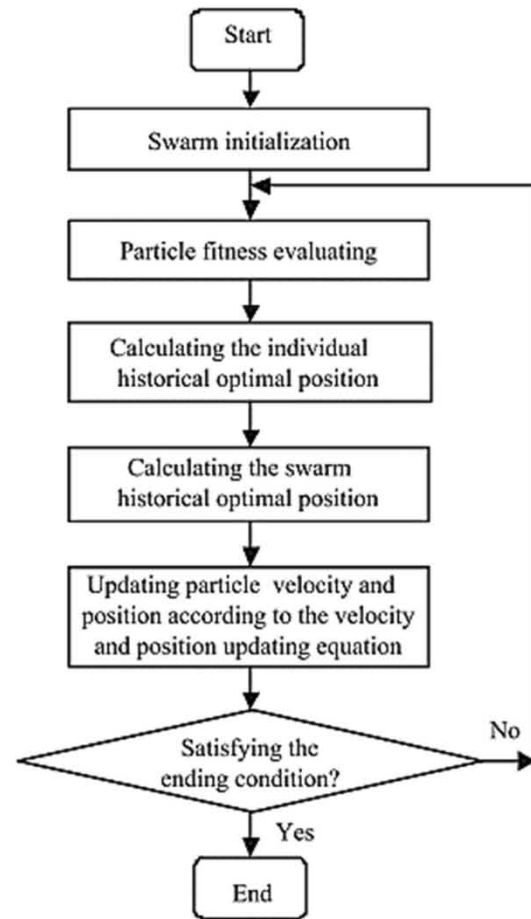 Start
Swarm initialization
Particle fitness evaluating
Calculating the individual
historical optimal position
Calculating the swarm
historical optimal position
Updating particle velocity and
position according to the velocity
and position updating equation
Satisfying the
ending condition?
No
Yes
End